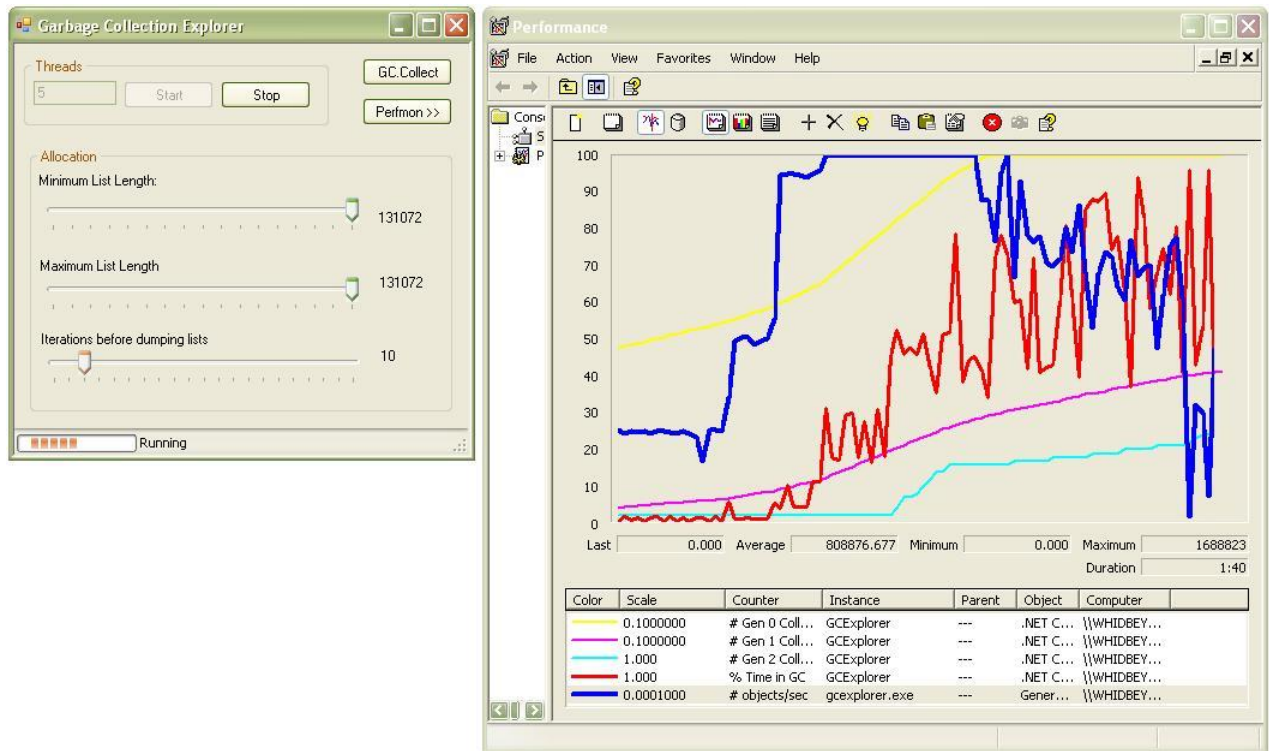 Garbage Collection Explorer
Threads
5
Start
Stop
GC.Collect
Perfmon >>
Allocation
Minimum List Length:
131072
Maximum List Length
131072
Iterations before dumping lists
10
Running
Performance
File Action View Favorites Window Help
Conso
S
P
100
90
80
70
60
50
40
30
20
10
0
Last 0.000 Average 808876.677 Minimum 0.000 Maximum 1688823
Duration 1:40
Color Scale Counter Instance Parent Object Computer
0.1000000 # Gen 0 Coll... GCExplorer --- .NET C... \\WHIDBEY...
0.1000000 # Gen 1 Coll... GCExplorer --- .NET C... \\WHIDBEY...
1.000 # Gen 2 Coll... GCExplorer --- .NET C... \\WHIDBEY...
1.000 % Time in GC GCExplorer --- .NET C... \\WHIDBEY...
0.0001000 # objects/sec gcexplorer.exe --- Gener... \\WHIDBEY...